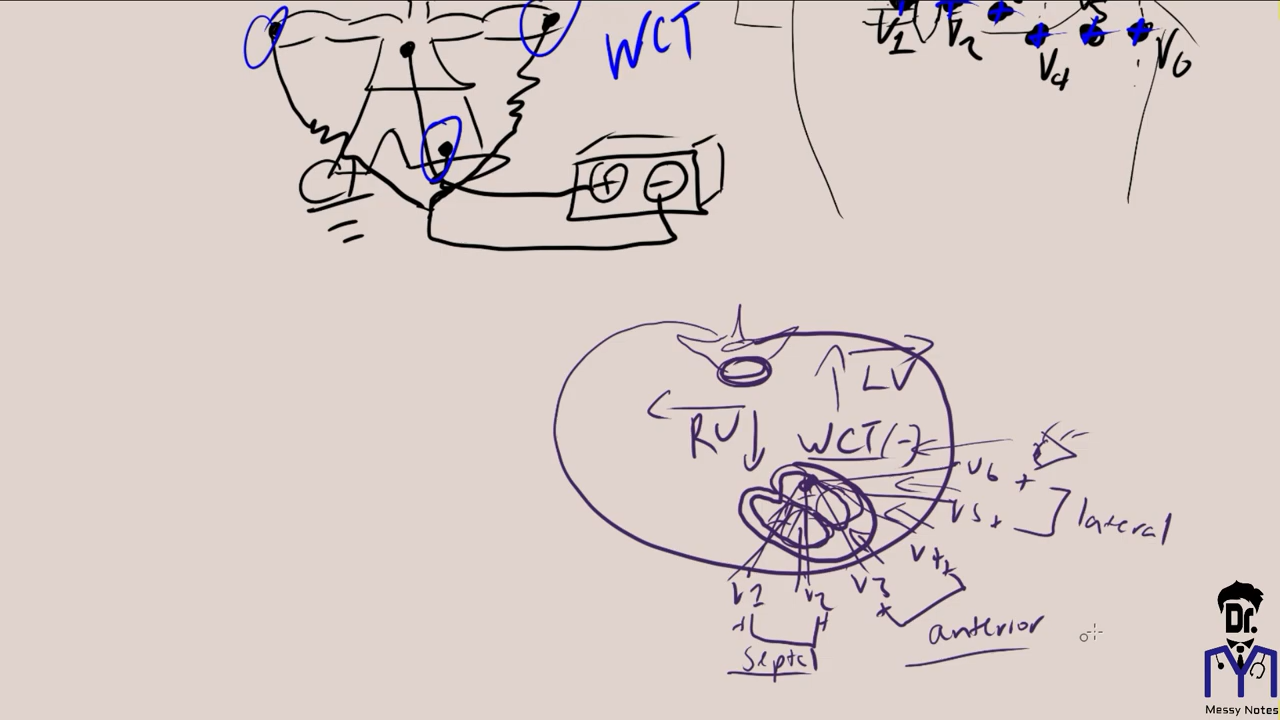 WCT
V1
V2
V4
V6
+
-
LV
RV
WCT(-)
V6 +
V5 +
lateral
V4 +
V3 +
V1
V2
+
+
anterior
Septal
Dr.
Messy Notes